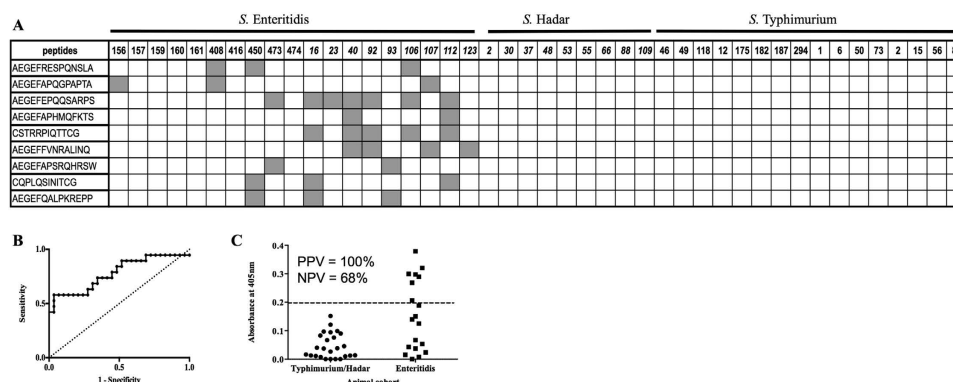 A S. Enteritidis S. Hadar S. Typhimurium
peptides 156 157 159 160 161 408 416 450 473 474 16 23 40 92 93 106 107 112 123 2 30 37 48 53 55 66 88 109 46 49 118 12 175 182 187 294 1 6 50 73 2 15 56
AEGEFRESPQNSLA
AEGEFAPQGPAPTA
AEGEFEPQQSARPS
AEGEFAPHMQFKTS
CSTRRPIQTTCG
AEGEFFVNRALINQ
AEGEFAPSRQHRSW
CQPLQSINITCG
AEGEFQALPKREPP
B
1.0
0.5
0.0
Sensitivity
0.0 0.5 1.0
1 - Specificity
C
PPV = 100%
NPV = 68%
0.4
0.3
0.2
0.1
0.0
Absorbance at 405nm
Typhimurium/Hadar Enteritidis
Animal cohort